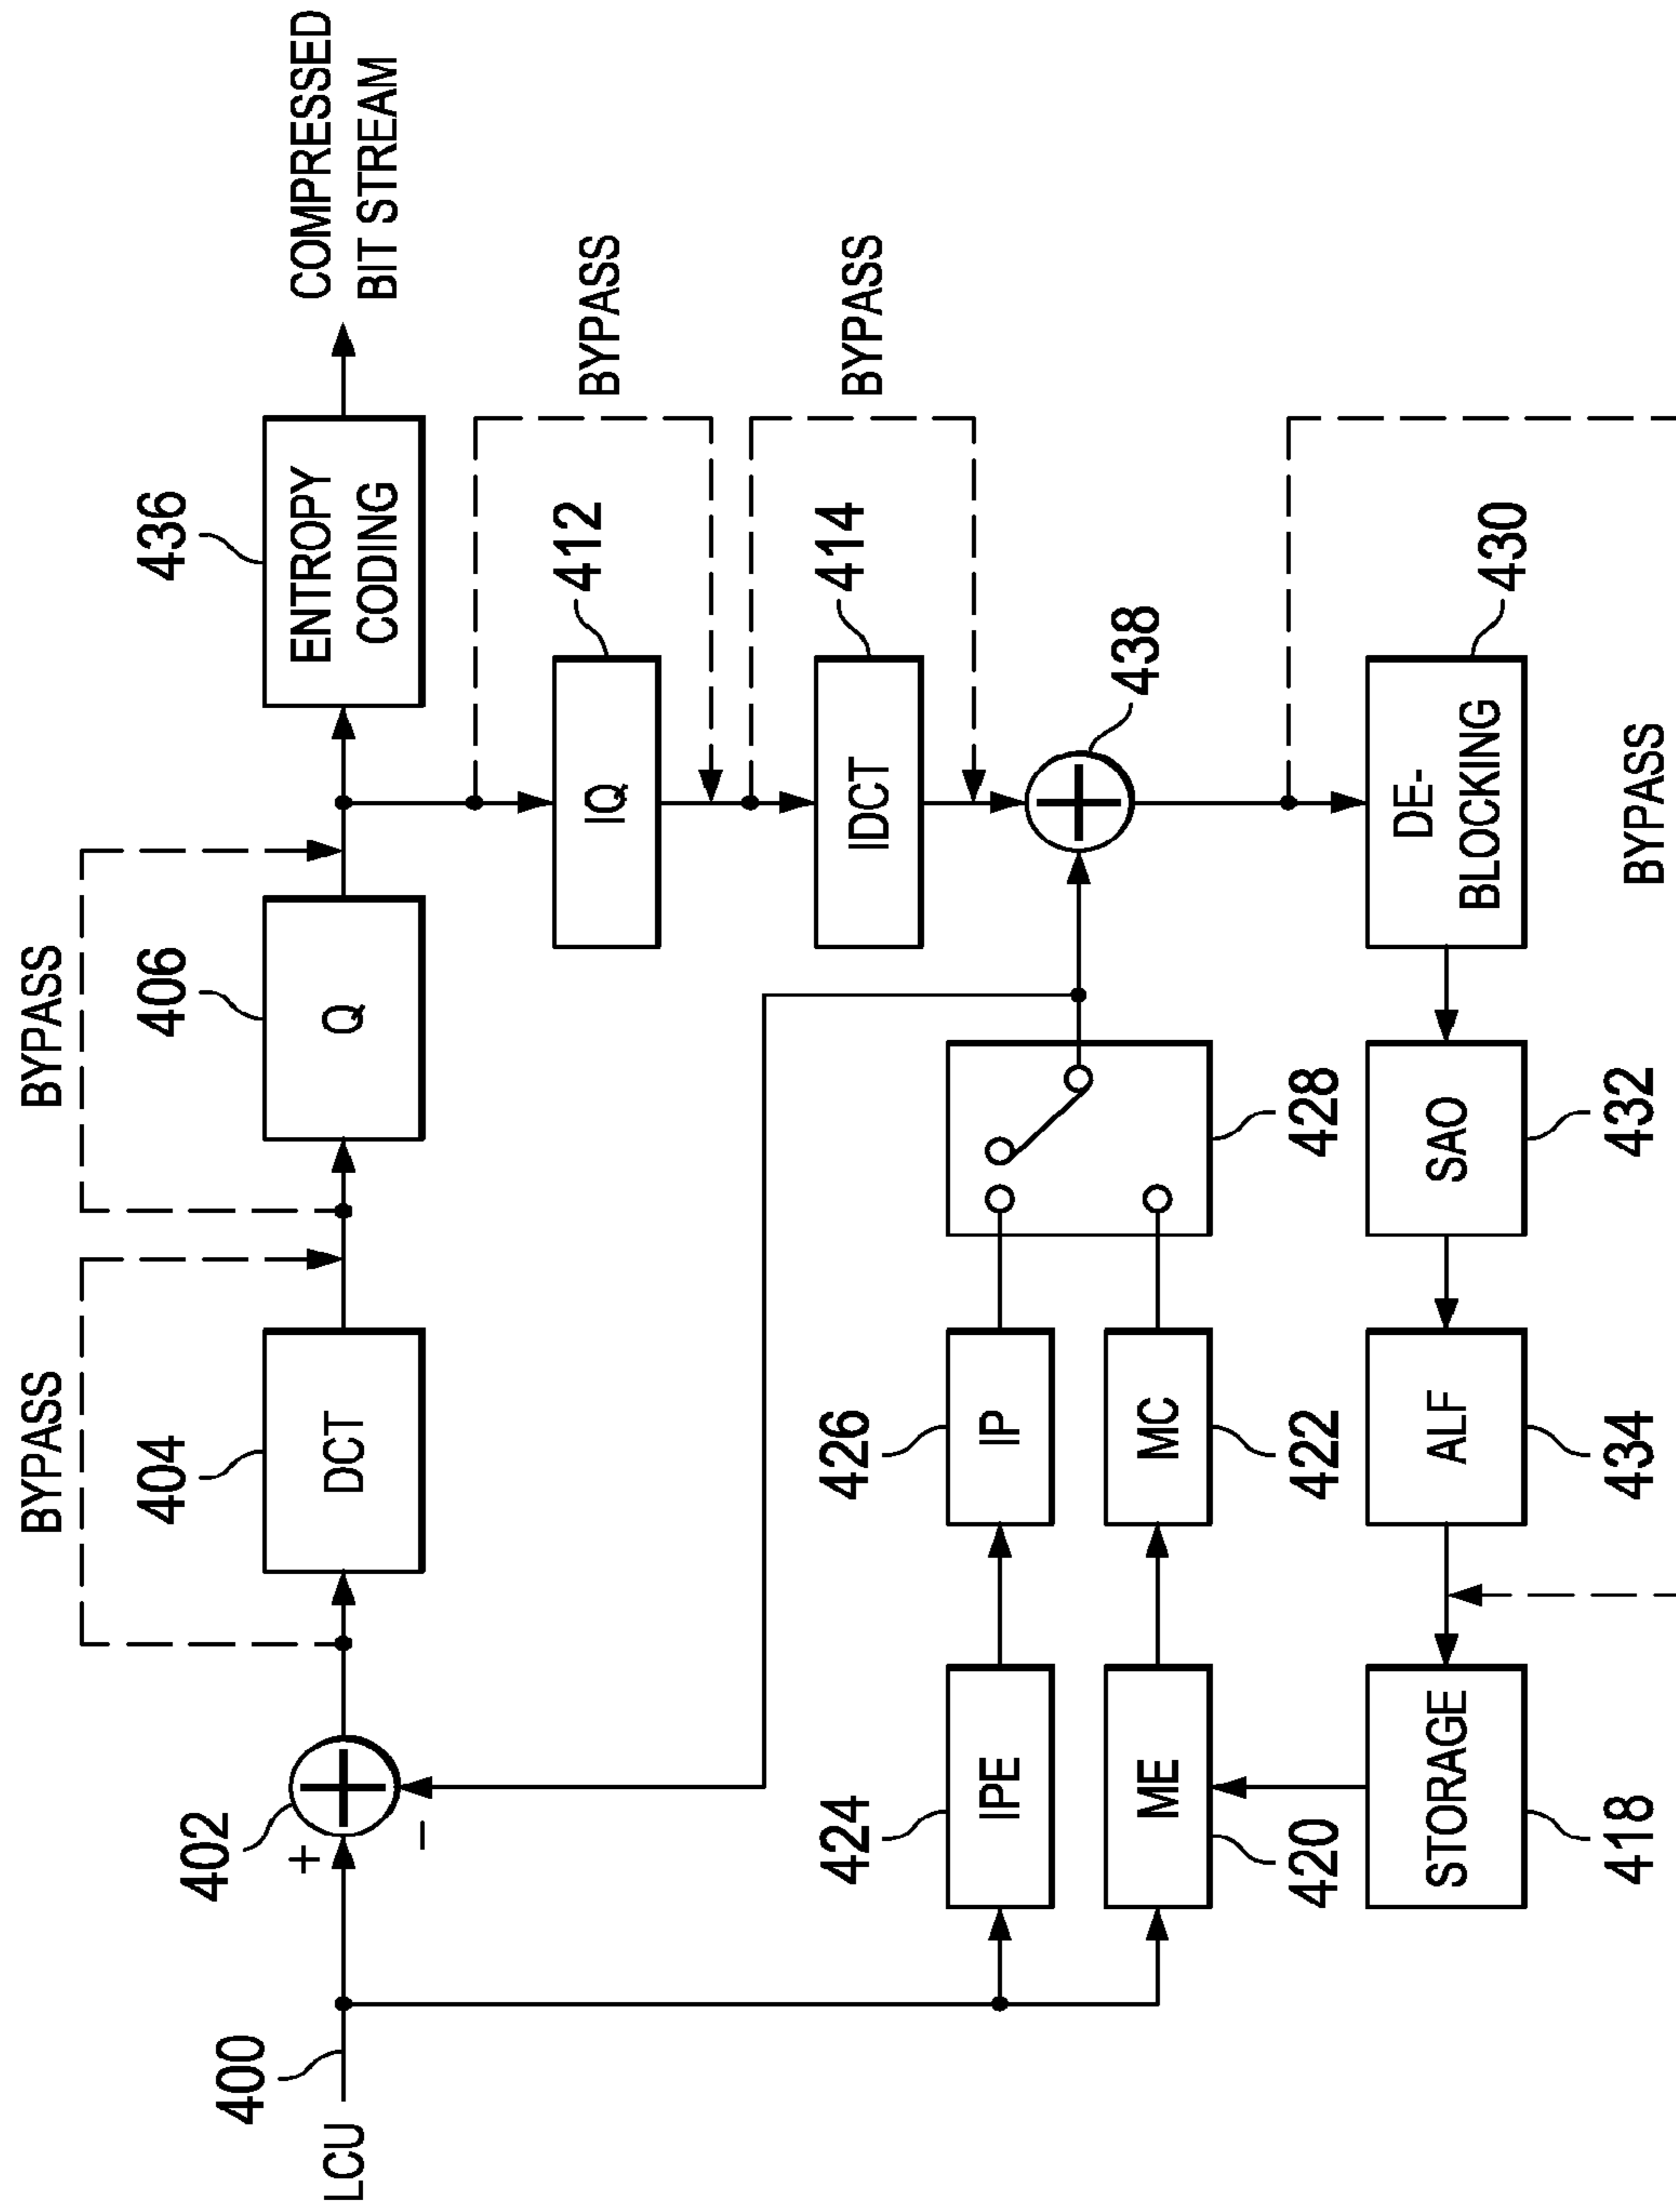 BYPASS
BYPASS
402
404
406
436
400
LCU
+
−
DCT
Q
ENTROPY
CODING
COMPRESSED
BIT STREAM
412
IQ
BYPASS
414
IDCT
BYPASS
424
IPE
426
IP
438
420
ME
422
MC
428
STORAGE
ALF
SAO
DE-
BLOCKING
430
418
434
432
BYPASS